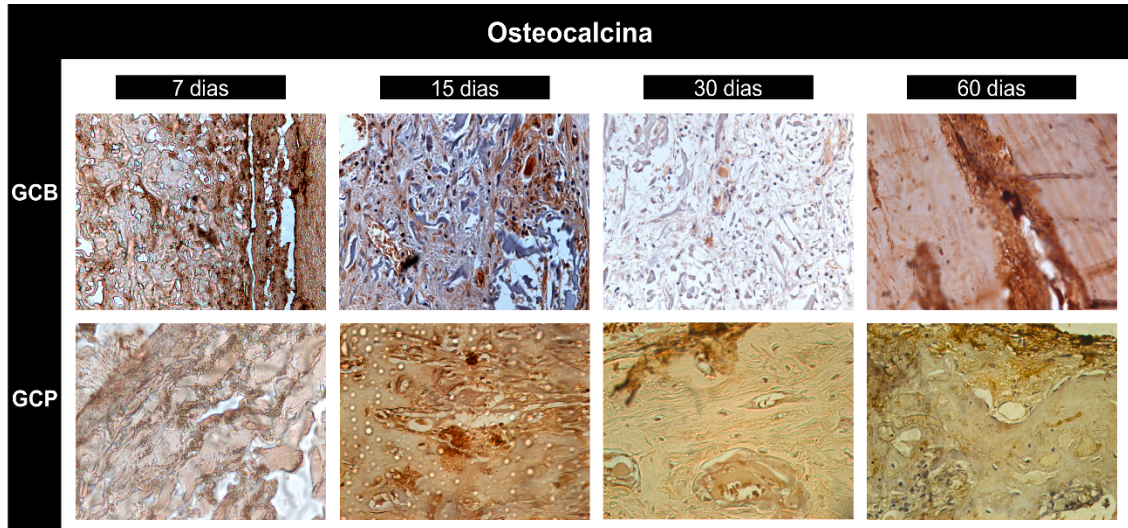 Osteocalcina
7 dias
15 dias
30 dias
60 dias
GCB
GCP